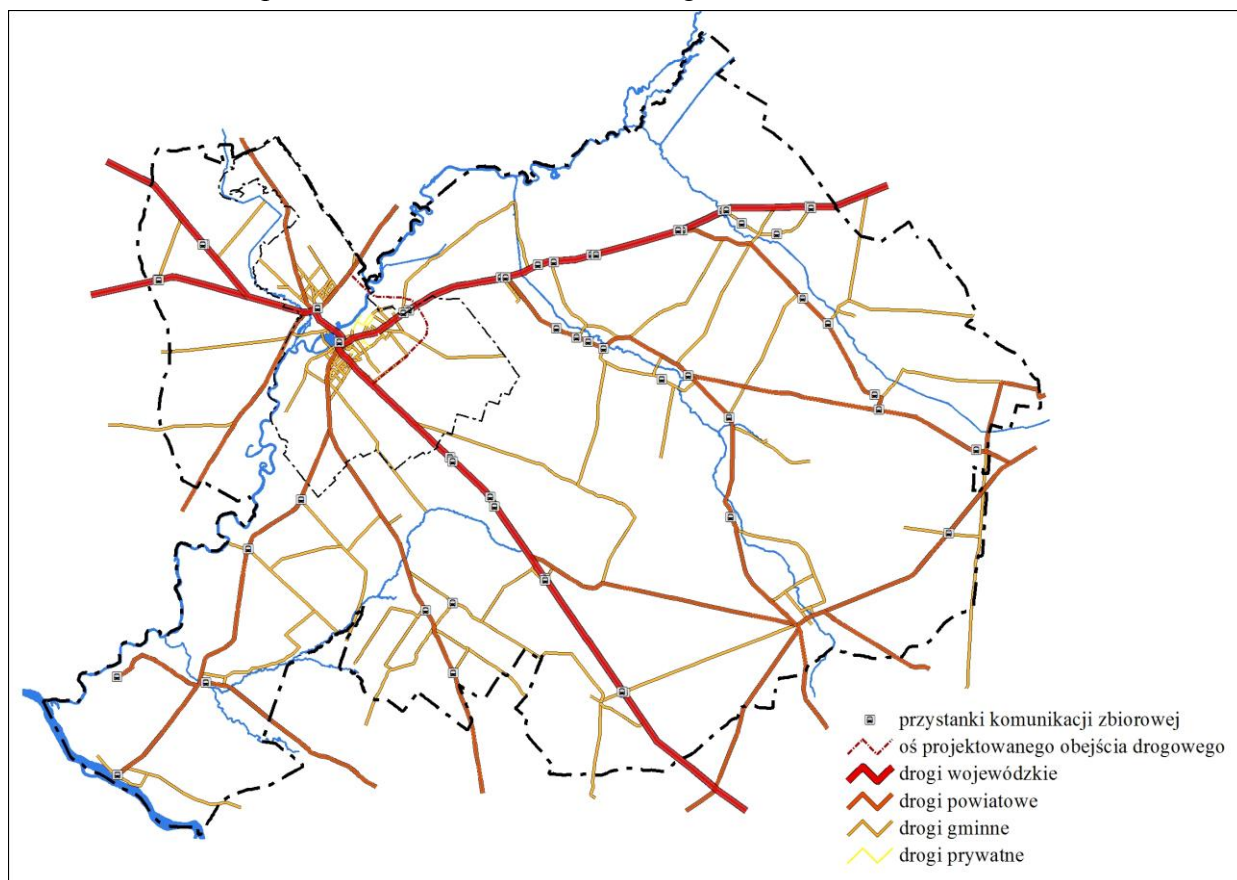 przystanki komunikacji zbiorowej
oś projektowanego obejścia drogowego
drogi wojewódzkie
drogi powiatowe
drogi gminne
drogi prywatne